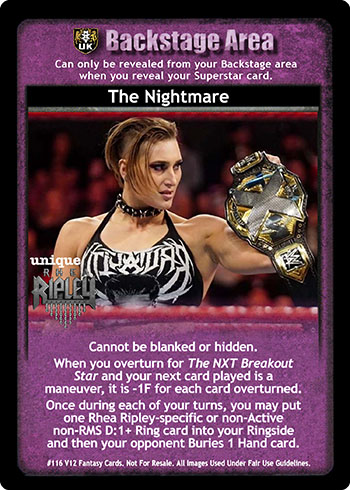 UK
Backstage Area
Can only be revealed from your Backstage area
when you reveal your Superstar card.
The Nightmare
unique
RHEA
RIPLEY
Cannot be blanked or hidden.
When you overturn for The NXT Breakout
Star and your next card played is a
maneuver, it is -1F for each card overturned.
Once during each of your turns, you may put
one Rhea Ripley-specific or non-Active
non-RMS D:1+ Ring card into your Ringside
and then your opponent Buries 1 Hand card.
#116 V12 Fantasy Cards. Not For Resale. All Images Used Under Fair Use Guidelines.